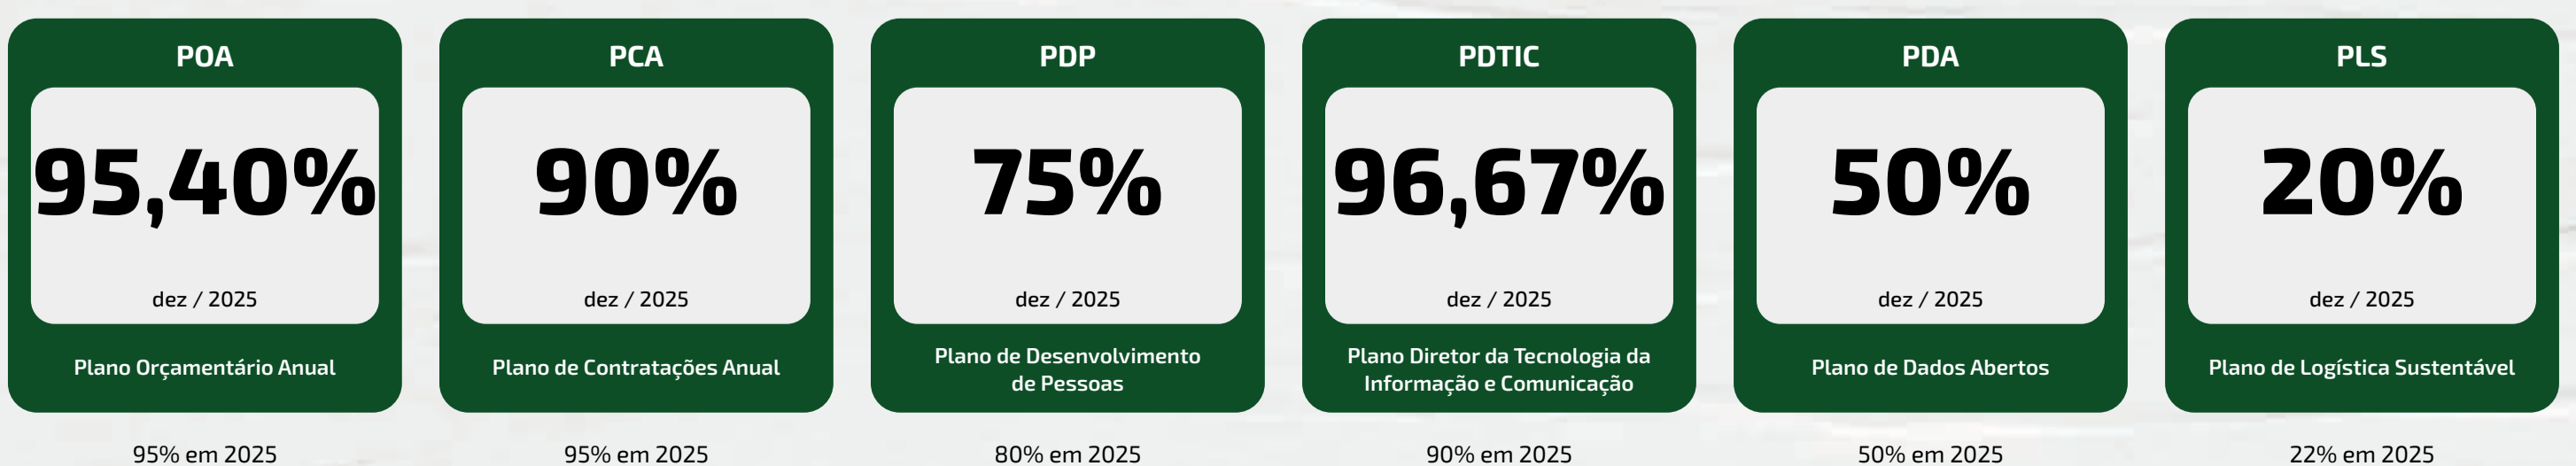 POA
95,40%
dez / 2025
Plano Orçamentário Anual
95% em 2025
PCA
90%
dez / 2025
Plano de Contratações Anual
95% em 2025
PDP
75%
dez / 2025
Plano de Desenvolvimento
de Pessoas
80% em 2025
PDTIC
96,67%
dez / 2025
Plano Diretor da Tecnologia da
Informação e Comunicação
90% em 2025
PDA
50%
dez / 2025
Plano de Dados Abertos
50% em 2025
PLS
20%
dez / 2025
Plano de Logística Sustentável
22% em 2025